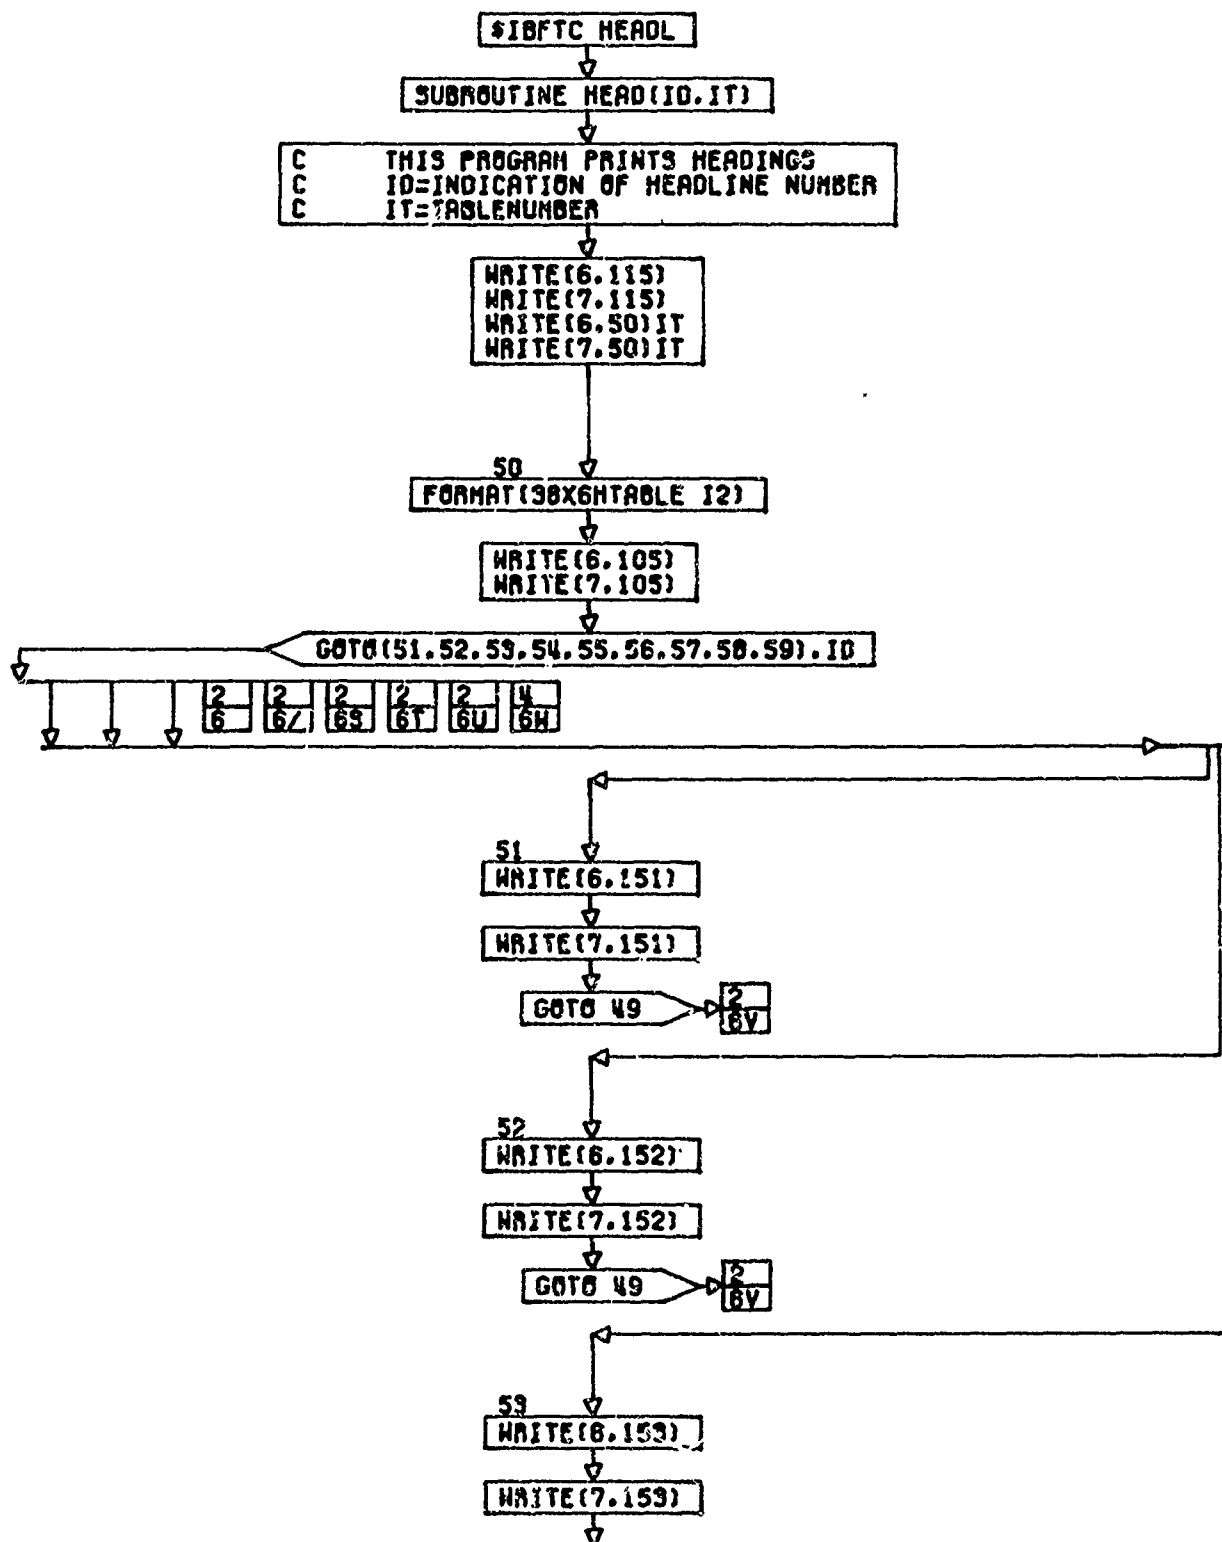 $IBFTC HEADL
SUBROUTINE HEAD(ID,IT)
C THIS PROGRAM PRINTS HEADINGS
C ID=INDICATION OF HEADLINE NUMBER
C IT=TABLENUMBER
WRITE(6,115)
WRITE(7,115)
WRITE(6,50)IT
WRITE(7,50)IT
50
FORMAT(38X6HTABLE I2)
WRITE(6,105)
WRITE(7,105)
GOTO(51,52,53,54,55,56,57,58,59),ID
2 2 2 2 2 4
6 6/ 6S 6T 6U 6W
51
WRITE(6,151)
WRITE(7,151)
GOTO 49
2
6V
52
WRITE(6,152)
WRITE(7,152)
GOTO 49
2
6V
53
WRITE(6,153)
WRITE(7,153)